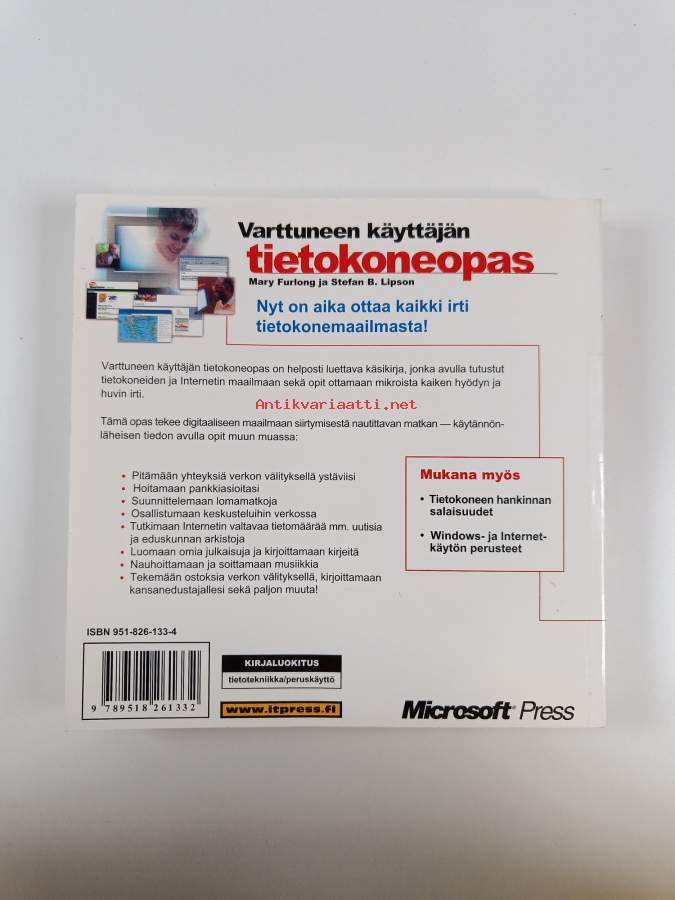 Varttuneen käyttäjän
tietokoneopas
Mary Furlong ja Stefan B. Lipson
Nyt on aika ottaa kaikki irti
tietokonemaailmasta!
Varttuneen käyttäjän tietokoneopas on helposti luettava käsikirja, jonka avulla tutustut
tietokoneiden ja Internetin maailmaan sekä opit ottamaan mikroista kaiken hyödyn ja
huvin irti.
Antikvariaatti.net
Tämä opas tekee digitaaliseen maailmaan siirtymisestä nautittavan matkan — käytännön-
läheisen tiedon avulla opit muun muassa:
• Pitämään yhteyksiä verkon välityksellä ystäviisi
• Hoitamaan pankkiasioitasi
• Suunnittelemaan lomamatkoja
• Osallistumaan keskusteluihin verkossa
• Tutkimaan Internetin valtavaa tietomäärää mm. uutisia
ja eduskunnan arkistoja
• Luomaan omia julkaisuja ja kirjoittamaan kirjeitä
• Nauhoittamaan ja soittamaan musiikkia
• Tekemään ostoksia verkon välityksellä, kirjoittamaan
kansanedustajallesi sekä paljon muuta!
Mukana myös
• Tietokoneen hankinnan
salaisuudet
• Windows- ja Internet-
käytön perusteet
ISBN 951-826-133-4
9 789518 261332
KIRJALUOKITUS
tietotekniikka/peruskäyttö
www.itpress.fi
Microsoft® Press